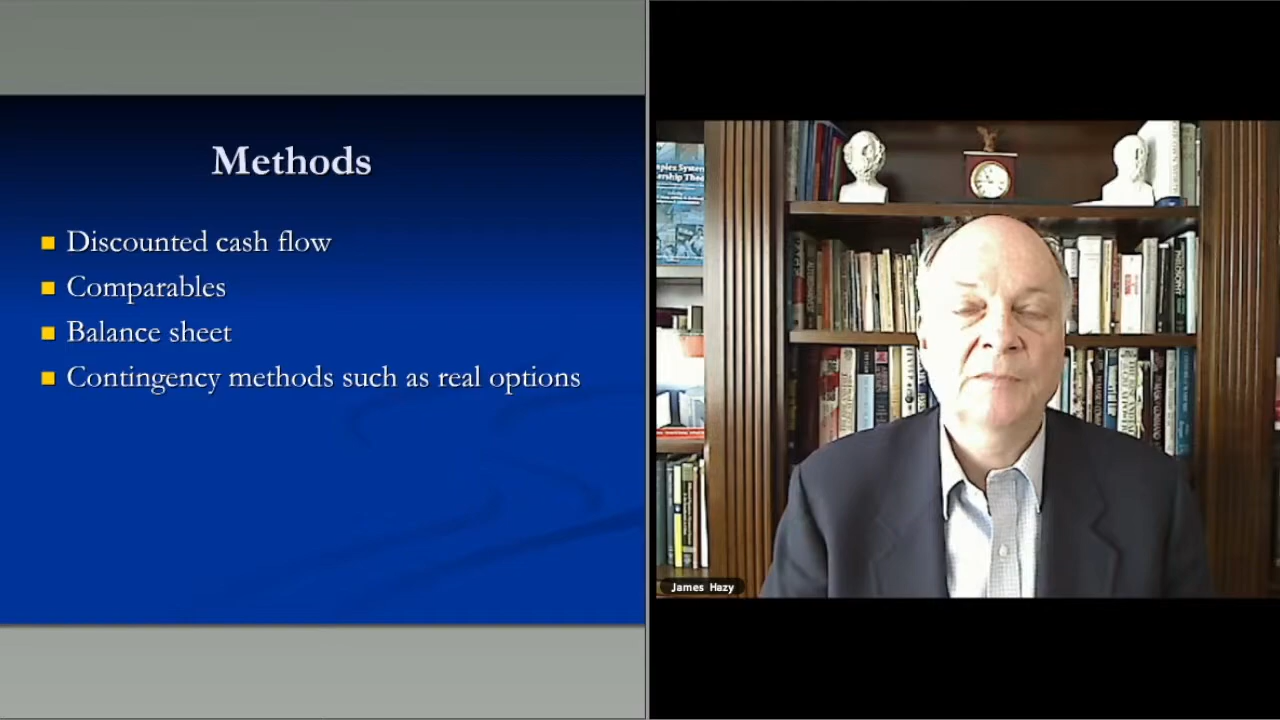 Methods
Discounted cash flow
Comparables
Balance sheet
Contingency methods such as real options
James Hazy